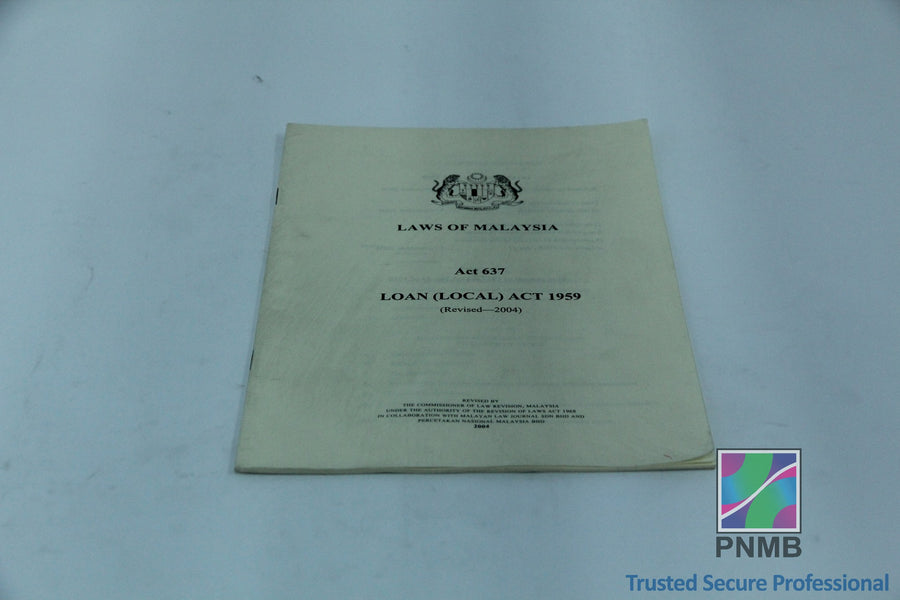 LAWS OF MALAYSIA
Act 637
LOAN (LOCAL) ACT 1959
(Revised—2004)
REVISED BY
THE COMMISSIONER OF LAW REVISION, MALAYSIA
UNDER THE AUTHORITY OF THE REVISION OF LAWS ACT 1968
IN COLLABORATION WITH MALAYAN LAW JOURNAL SDN BHD AND
PERCETAKAN NASIONAL MALAYSIA BHD
2004
PNMB
Trusted Secure Professional